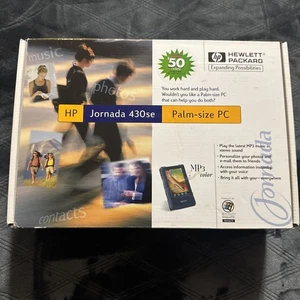 music
photos
contacts
50
HEWLETT
PACKARD
Expanding Possibilities
You work hard and play hard.
Wouldn't you like a Palm-size PC
that can help you do both?
HP Jornada 430se Palm-size PC
MP3
color
Jornada
• Play the latest MP3 music in
stereo sound
• Personalize your photos and
e-mail them to friends
• Access information instantly
with your voice
• Bring it all with you everywhere